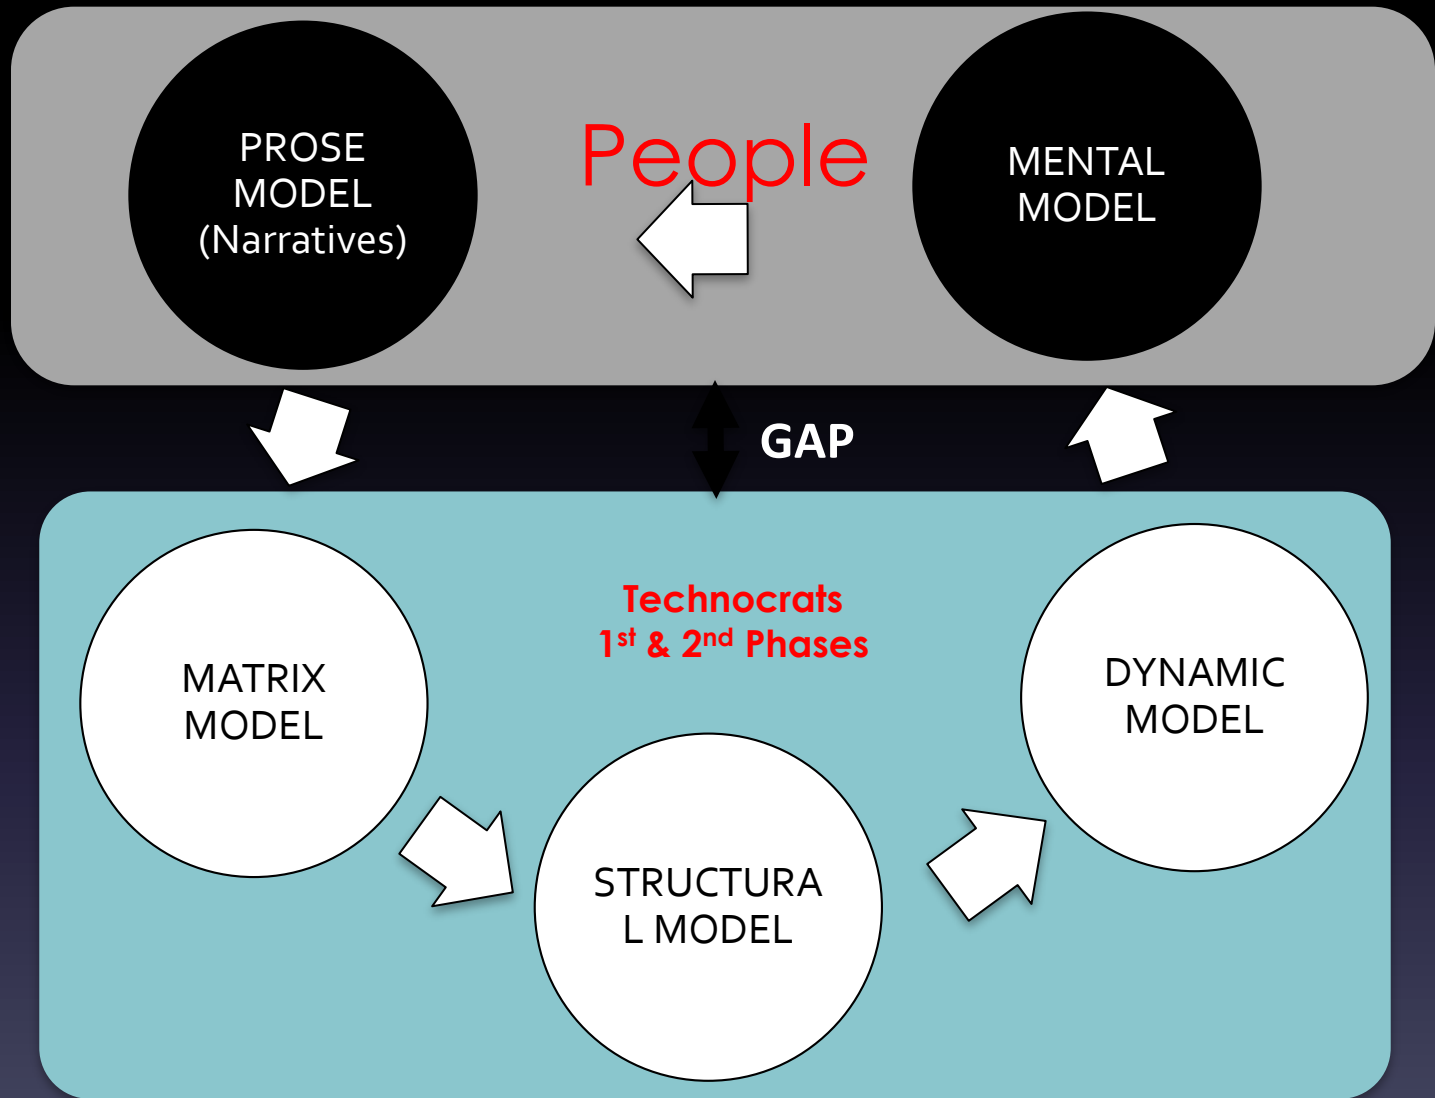 PROSE
MODEL
(Narratives)
People
MENTAL
MODEL
GAP
Technocrats
1st & 2nd Phases
MATRIX
MODEL
DYNAMIC
MODEL
STRUCTURA
L MODEL